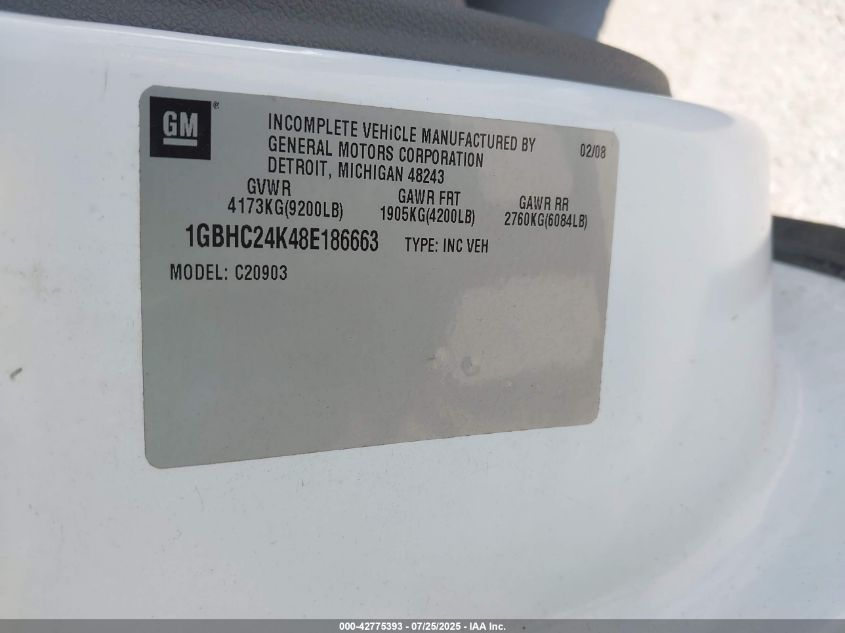 GM®
INCOMPLETE VEHICLE MANUFACTURED BY
GENERAL MOTORS CORPORATION
DETROIT, MICHIGAN 48243
02/08
GVWR
4173KG(9200LB)
GAWR FRT
1905KG(4200LB)
GAWR RR
2760KG(6084LB)
1GBHC24K48E186663 TYPE: INC VEH
MODEL: C20903
000-42775393 - 07/25/2025 - IAA Inc.